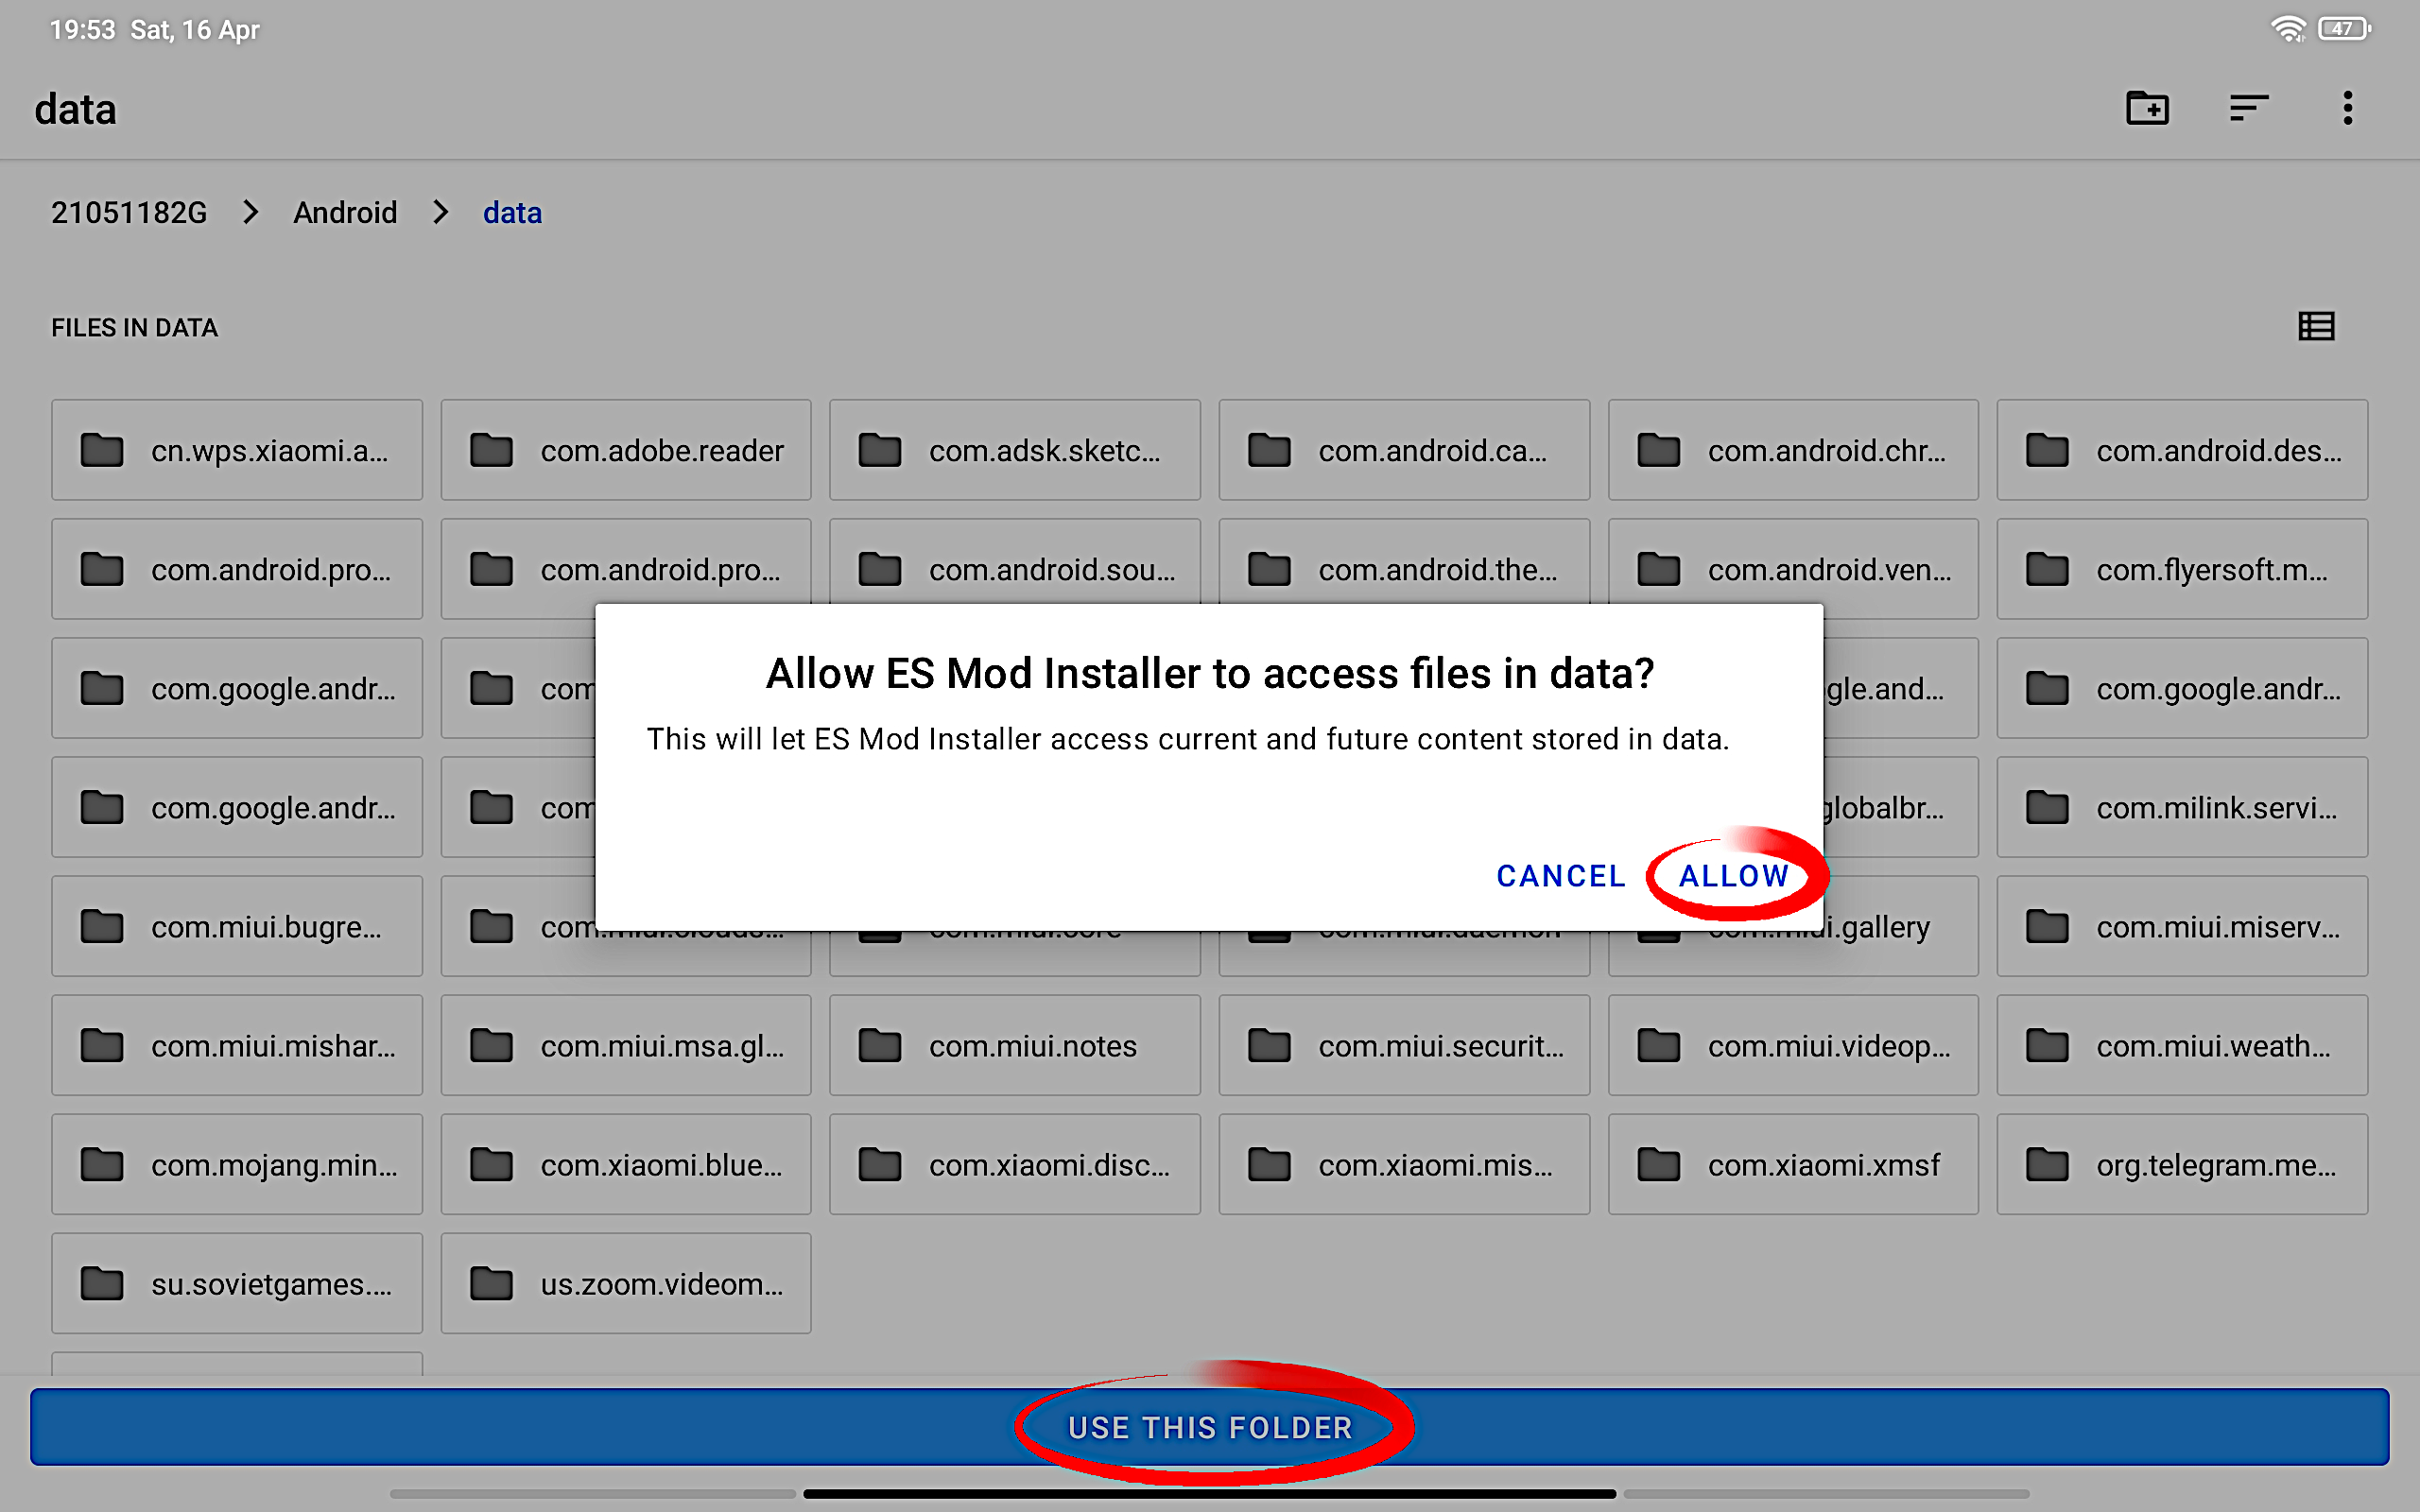 19:53 Sat, 16 Apr
47
data
21051182G > Android > data
FILES IN DATA
cn.wps.xiaomi.a...
com.adobe.reader
com.adsk.sketc...
com.android.ca...
com.android.chr...
com.android.des...
com.android.pro...
com.android.pro...
com.android.sou...
com.android.the...
com.android.ven...
com.flyersoft.m...
com.google.andr...
com
gle.and...
com.google.andr...
Allow ES Mod Installer to access files in data?
This will let ES Mod Installer access current and future content stored in data.
com.google.andr...
com
globalbr...
com.milink.servi...
CANCEL
ALLOW
com.miui.bugre...
com.miui.clouds...
com.miui.core
com.miui.daemon
com.miui.gallery
com.miui.miserv...
com.miui.mishar...
com.miui.msa.gl...
com.miui.notes
com.miui.securit...
com.miui.videop...
com.miui.weath...
com.mojang.min...
com.xiaomi.blue...
com.xiaomi.disc...
com.xiaomi.mis...
com.xiaomi.xmsf
org.telegram.me...
su.sovietgames....
us.zoom.videom...
USE THIS FOLDER